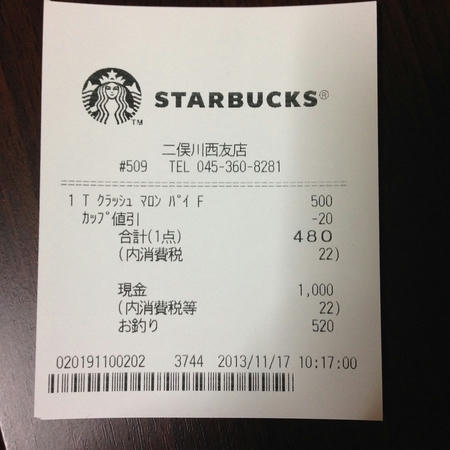 TM
STARBUCKS®
二俣川西友店
#509 TEL 045-360-8281
1 T クラッシュ マロン パイ F 500
カップ値引 -20
合計(1点) 480
(内消費税 22)
現金 1,000
(内消費税等 22)
お釣り 520
020191100202 3744 2013/11/17 10:17:00